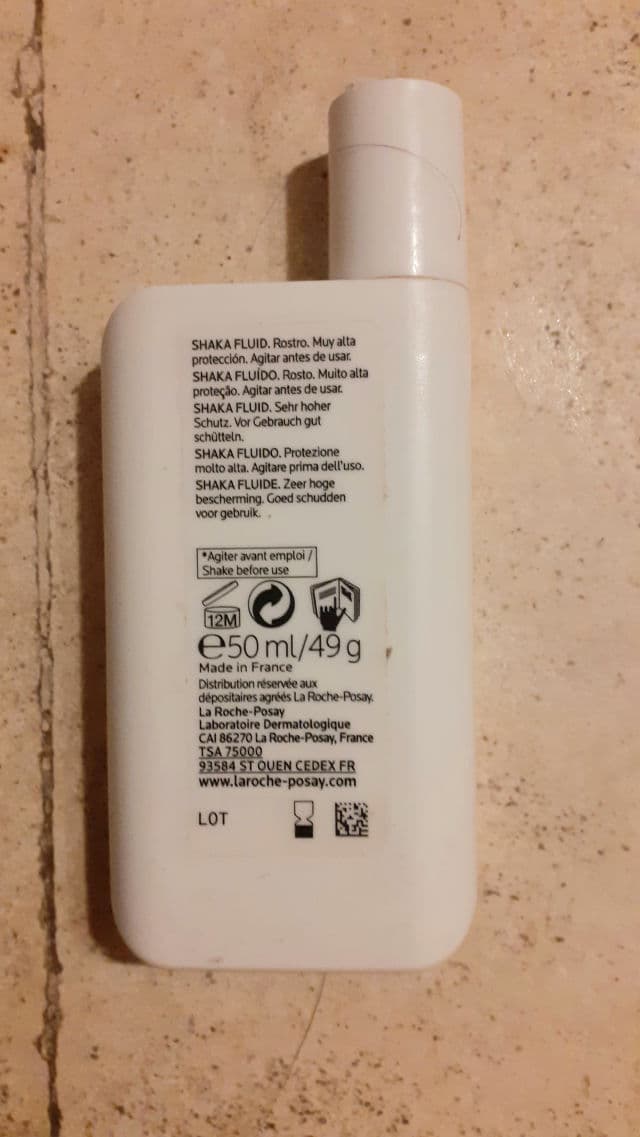 SHAKA FLUID. Rostro. Muy alta
protección. Agitar antes de usar.
SHAKA FLUÍDO. Rosto. Muito alta
proteção. Agitar antes de usar.
SHAKA FLUID. Sehr hoher
Schutz. Vor Gebrauch gut
schütteln.
SHAKA FLUIDO. Protezione
molto alta. Agitare prima dell'uso.
SHAKA FLUIDE. Zeer hoge
bescherming. Goed schudden
voor gebruik.
*Agiter avant emploi /
Shake before use
12M
e50 ml/49 g
Made in France
Distribution réservée aux
dépositaires agréés La Roche-Posay.
La Roche-Posay
Laboratoire Dermatologique
CAI 86270 La Roche-Posay, France
TSA 75000
93584 ST OUEN CEDEX FR
www.laroche-posay.com
LOT